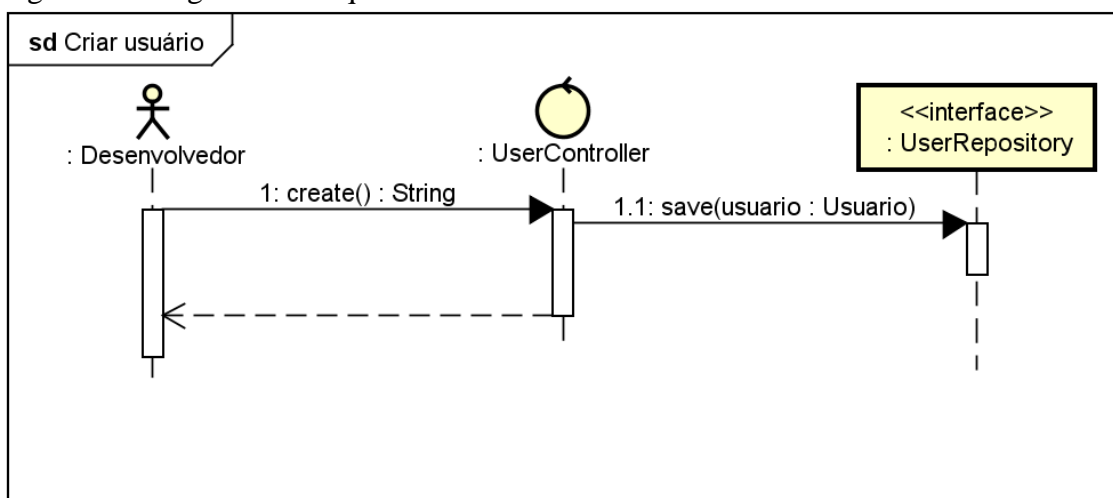 sd Criar usuário
: Desenvolvedor
: UserController
<<interface>>
: UserRepository
1: create() : String
1.1: save(usuario : Usuario)